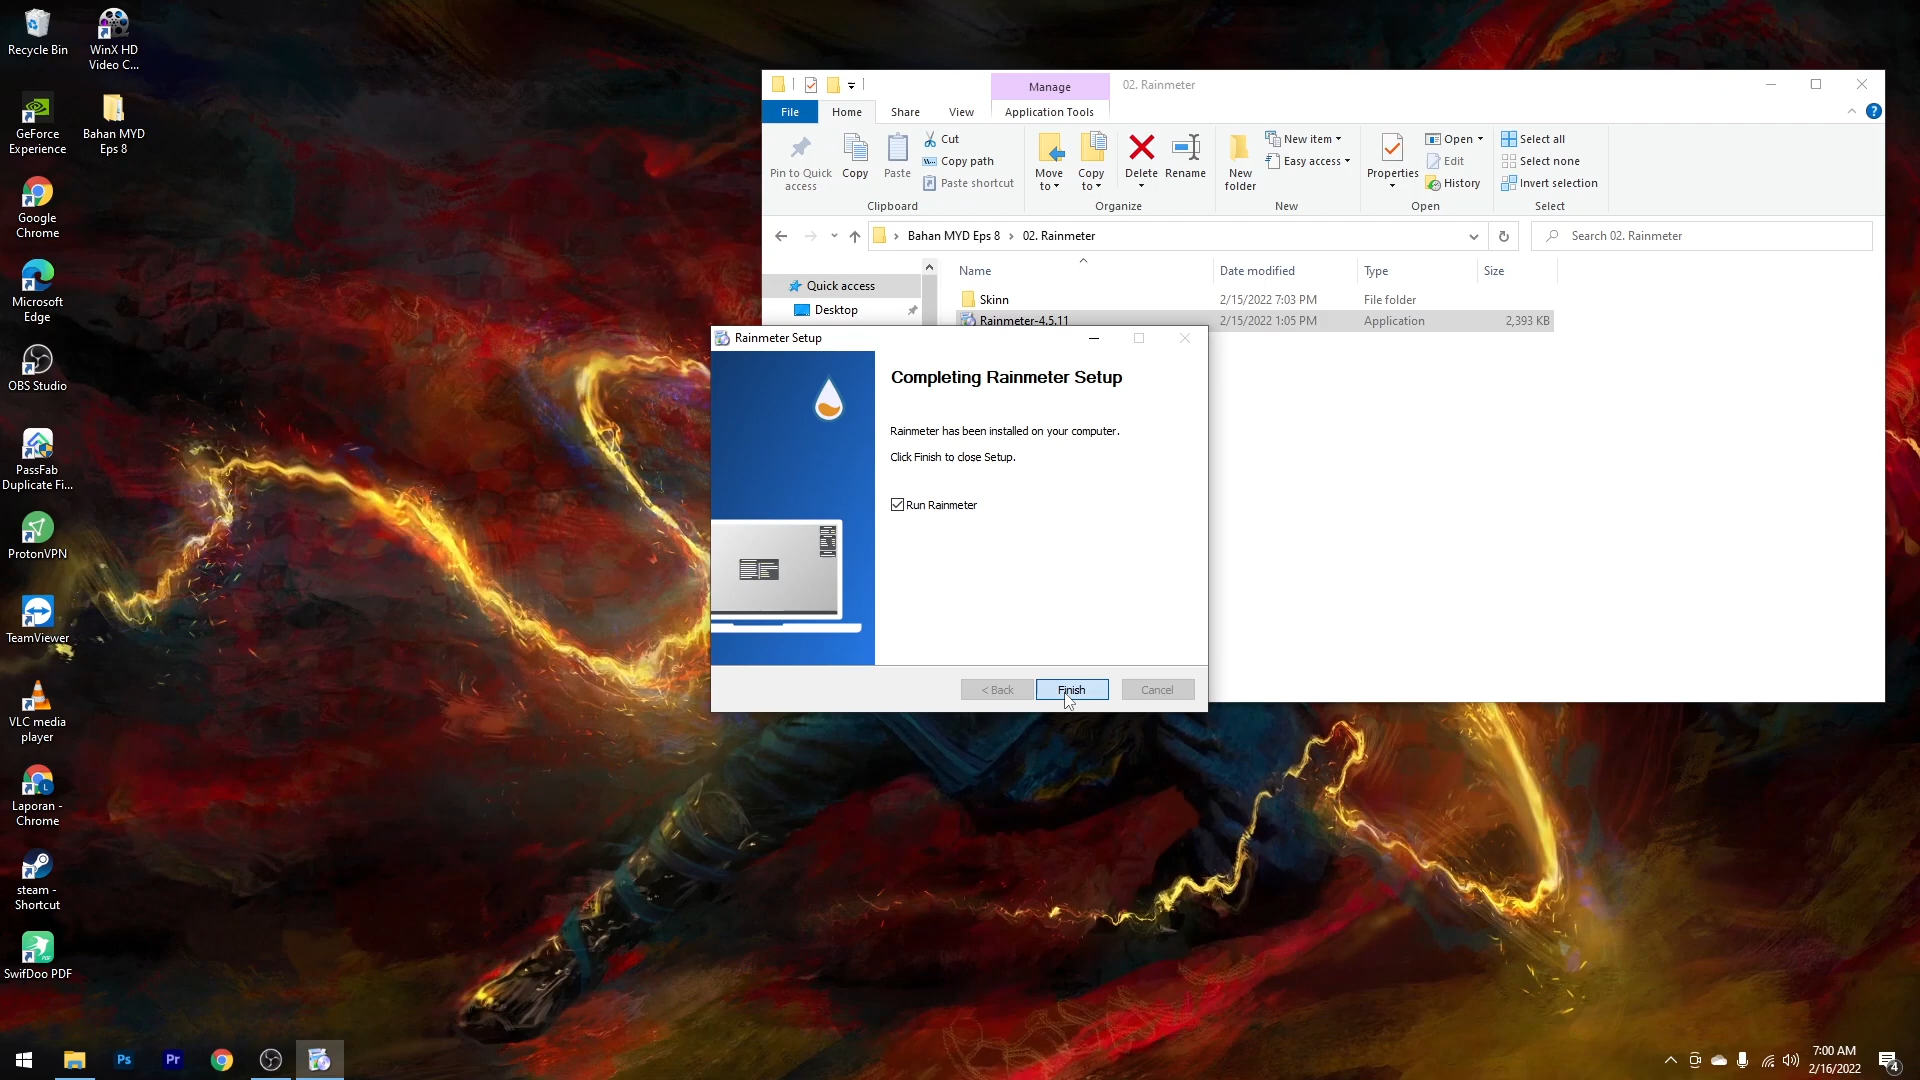 Recycle Bin
WinX HD
Video C...
GeForce
Experience
Bahan MYD
Eps 8
Google
Chrome
Microsoft
Edge
OBS Studio
PassFab
Duplicate Fi...
ProtonVPN
TeamViewer
VLC media
player
Laporan -
Chrome
steam -
Shortcut
SwifDoo PDF
Manage
02. Rainmeter
File
Home
Share
View
Application Tools
Pin to Quick
access
Copy
Paste
Cut
Copy path
Paste shortcut
Clipboard
Move
to
Copy
to
Delete
Rename
Organize
New
folder
New item
Easy access
New
Properties
Open
Edit
History
Open
Select all
Select none
Invert selection
Select
Bahan MYD Eps 8
02. Rainmeter
Search 02. Rainmeter
Quick access
Desktop
Name
Date modified
Type
Size
Skinn
2/15/2022 7:03 PM
File folder
Rainmeter-4.5.11
2/15/2022 1:05 PM
Application
2,393 KB
Rainmeter Setup
Completing Rainmeter Setup
Rainmeter has been installed on your computer.
Click Finish to close Setup.
Run Rainmeter
< Back
Finish
Cancel
Ps
Pr
7:00 AM
2/16/2022
4